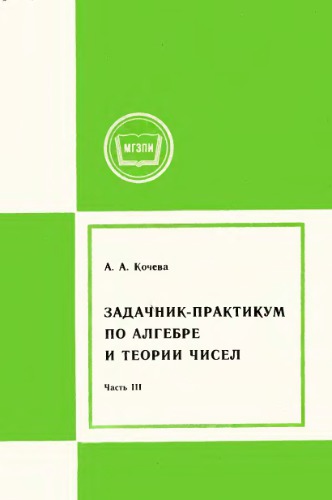 МГЗПИ
А. А. Кочева
ЗАДАЧНИК-ПРАКТИКУМ
ПО АЛГЕБРЕ
И ТЕОРИИ ЧИСЕЛ
Часть III